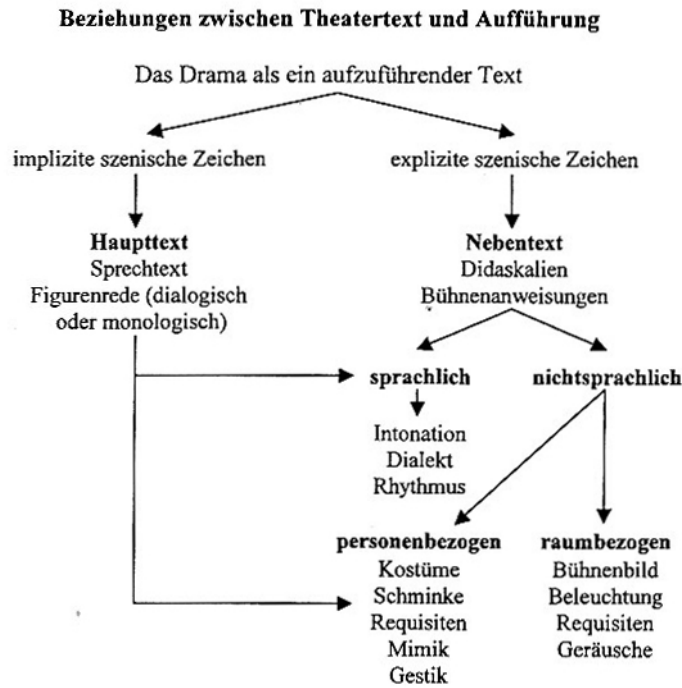 Beziehungen zwischen Theatertext und Aufführung
Das Drama als ein aufzuführender Text
implizite szenische Zeichen
explizite szenische Zeichen
Haupttext
Sprechtext
Figurenrede (dialogisch
oder monologisch)
Nebentext
Didaskalien
Bühnenanweisungen
sprachlich
nichtsprachlich
Intonation
Dialekt
Rhythmus
personenbezogen
Kostüme
Schminke
Requisiten
Mimik
Gestik
raumbezogen
Bühnenbild
Beleuchtung
Requisiten
Geräusche